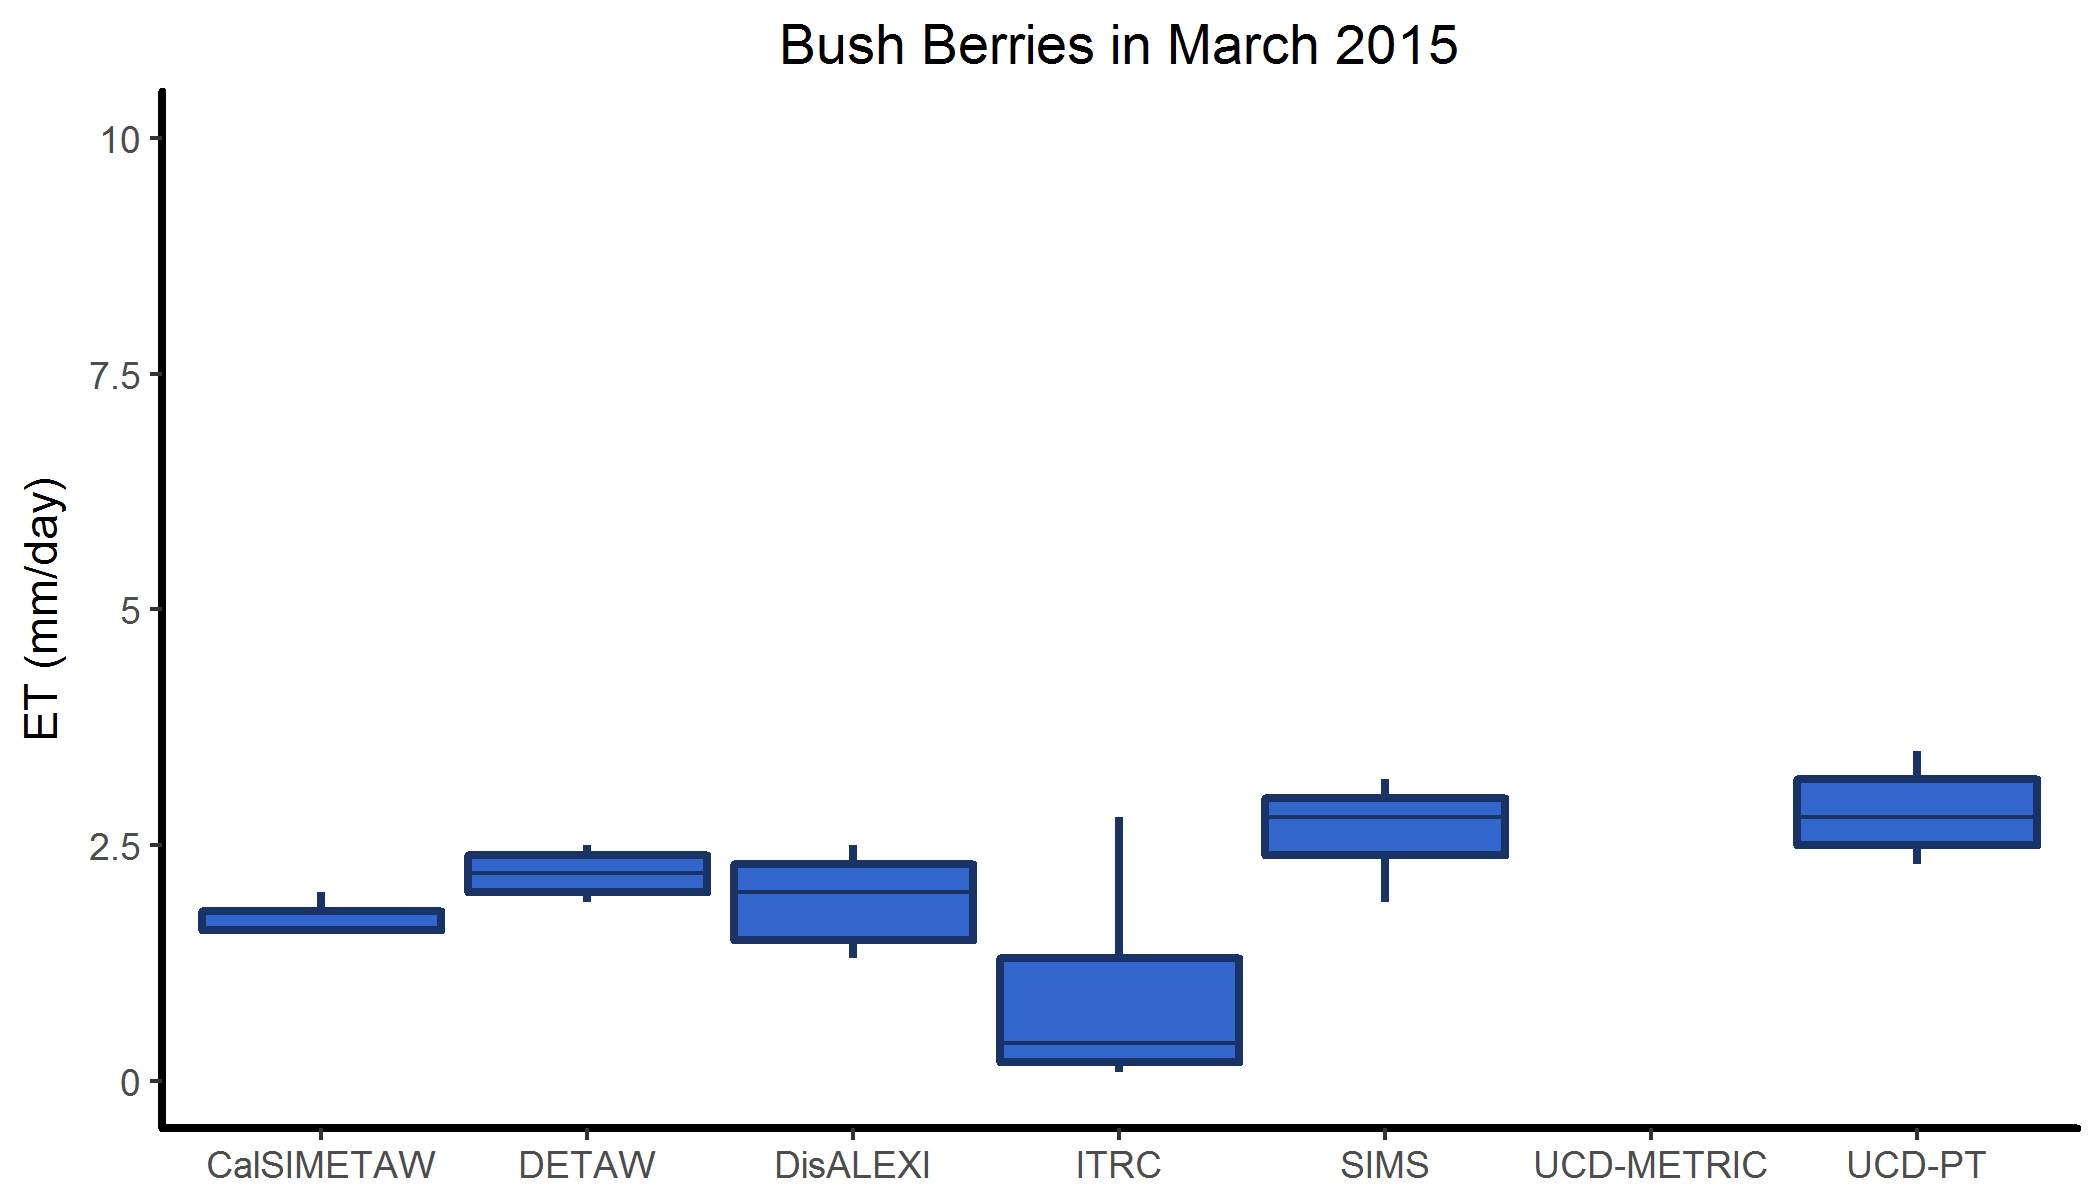 Bush Berries in March 2015
ET (mm/day)
10
7.5
5
2.5
0
CalSIMETAW DETAW DisALEXI ITRC SIMS UCD-METRIC UCD-PT